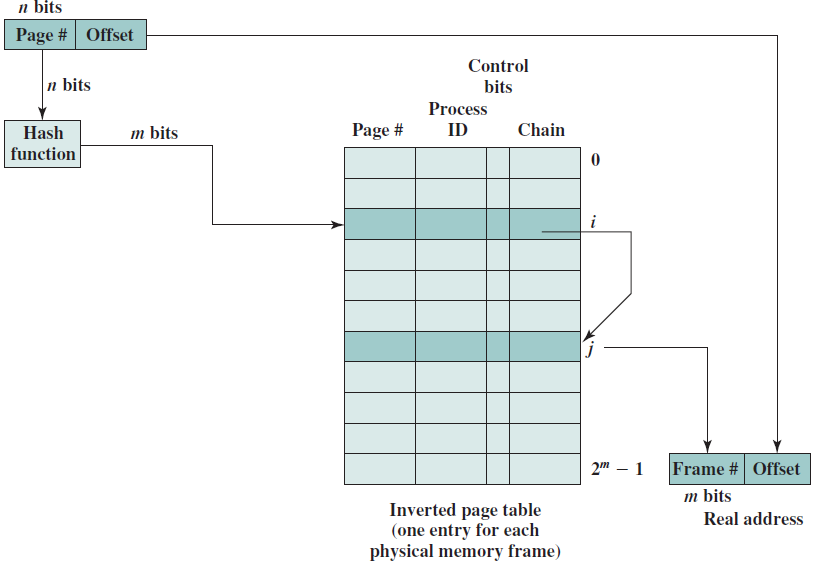 n bits
Page # Offset
n bits
Control
bits
Process
Page # ID Chain
Hash
function
m bits
0
i
j
2^m − 1
Frame # Offset
m bits
Real address
Inverted page table
(one entry for each
physical memory frame)